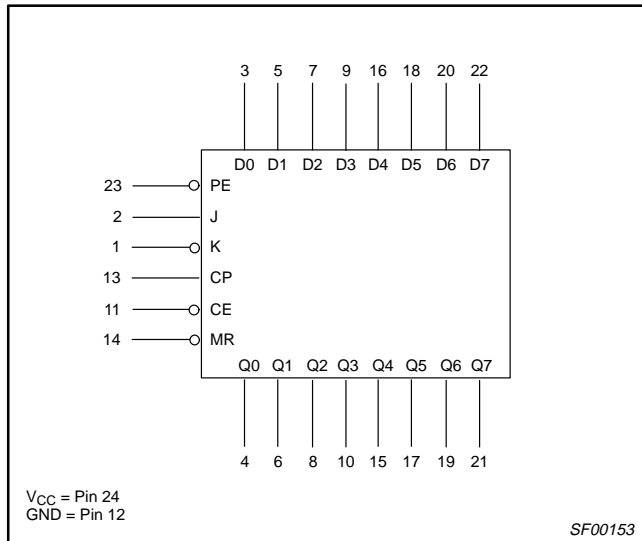 3 5 7 9 16 18 20 22
D0 D1 D2 D3 D4 D5 D6 D7
23 PE
2 J
1 K
13 CP
11 CE
14 MR
Q0 Q1 Q2 Q3 Q4 Q5 Q6 Q7
4 6 8 10 15 17 19 21
VCC = Pin 24
GND = Pin 12
SF00153